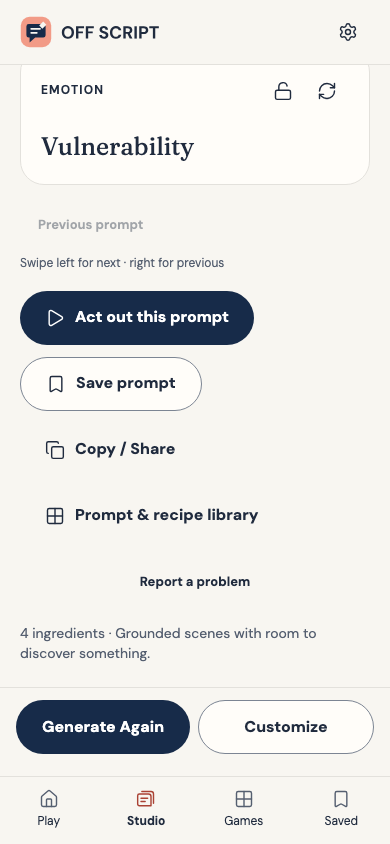 OFF SCRIPT
EMOTION
Vulnerability
Previous prompt
Swipe left for next · right for previous
Act out this prompt
Save prompt
Copy / Share
Prompt & recipe library
Report a problem
4 ingredients · Grounded scenes with room to
discover something.
Generate Again
Customize
Play
Studio
Games
Saved